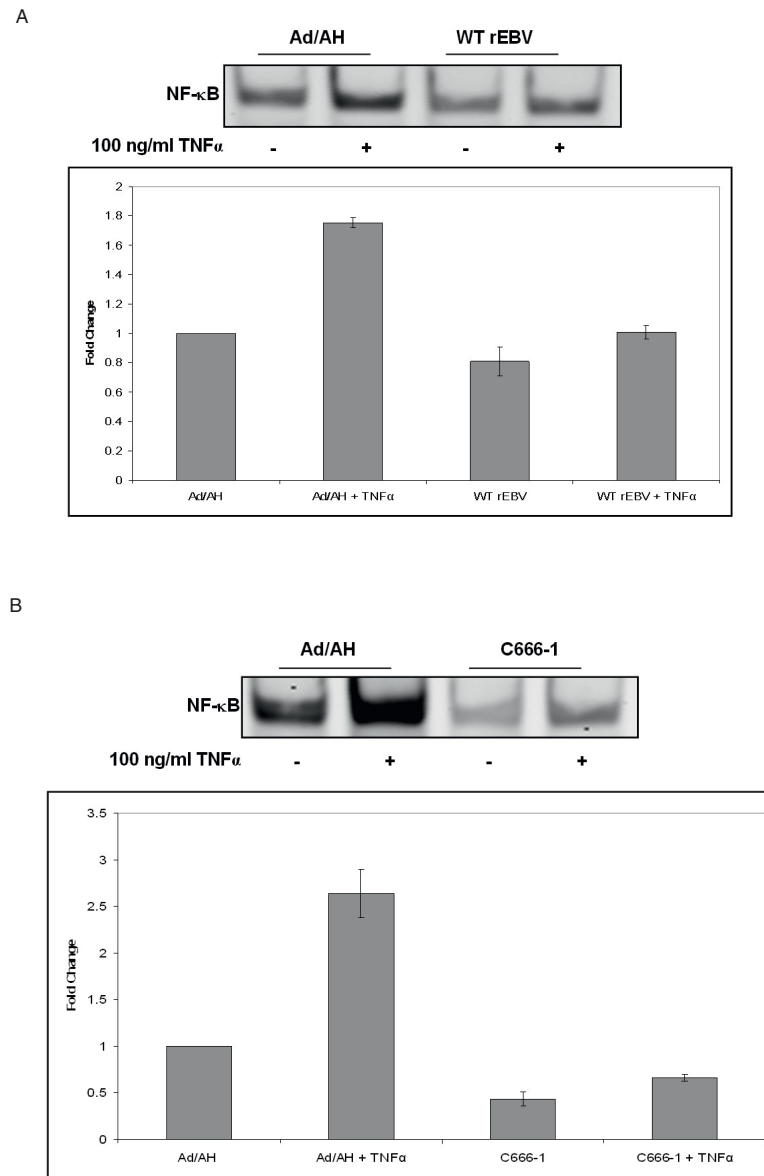 A
Ad/AH WT rEBV
NF-κB
100 ng/ml TNFα - + - +
2
1.8
1.6
1.4
1.2
1
0.8
0.6
0.4
0.2
0
Fold Change
Ad/AH Ad/AH + TNFα WT rEBV WT rEBV + TNFα
B
Ad/AH C666-1
NF-κB
100 ng/ml TNFα - + - +
3.5
3
2.5
2
1.5
1
0.5
0
Fold Change
Ad/AH Ad/AH + TNFα C666-1 C666-1 + TNFα